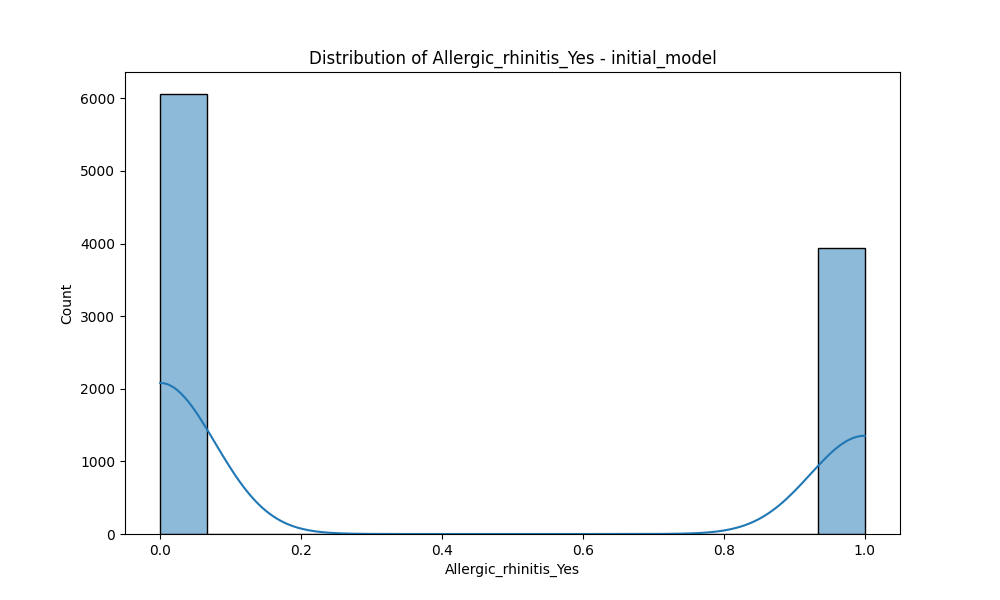 Distribution of Allergic_rhinitis_Yes - initial_model
6000
5000
4000
3000
2000
1000
0
Count
0.0 0.2 0.4 0.6 0.8 1.0
Allergic_rhinitis_Yes